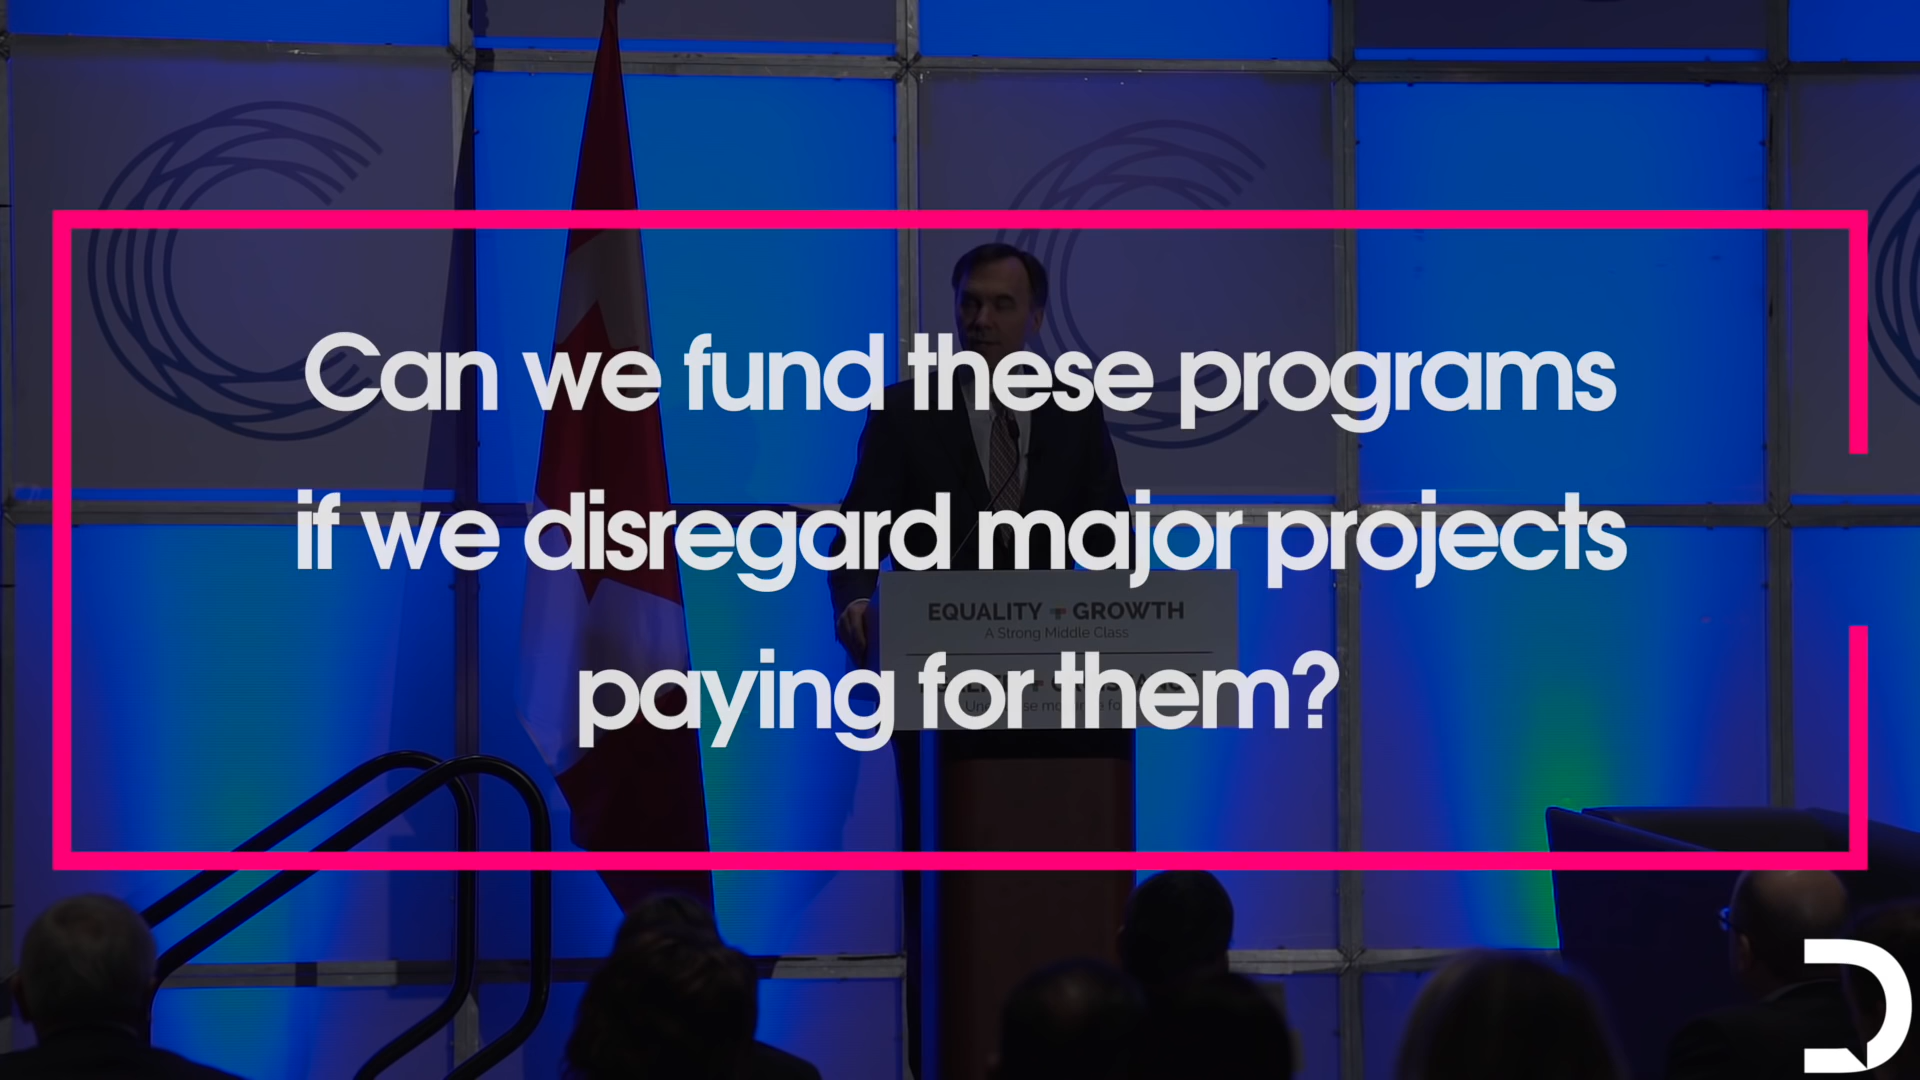 Can we fund these programs
if we disregard major projects
paying for them?
EQUALITY + GROWTH
A Strong Middle Class